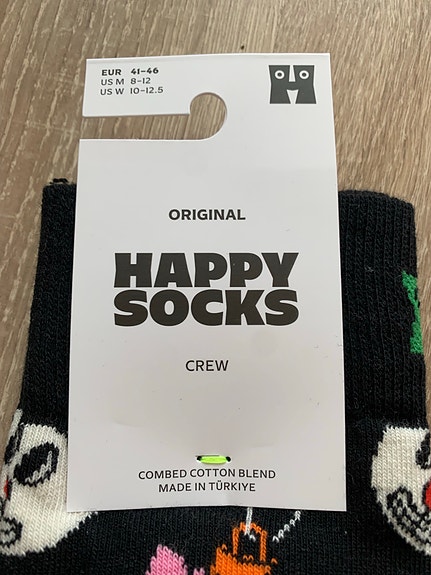 EUR 41-46
US M 8-12
US W 10-12.5
ORIGINAL
HAPPY
SOCKS
CREW
COMBED COTTON BLEND
MADE IN TÜRKIYE